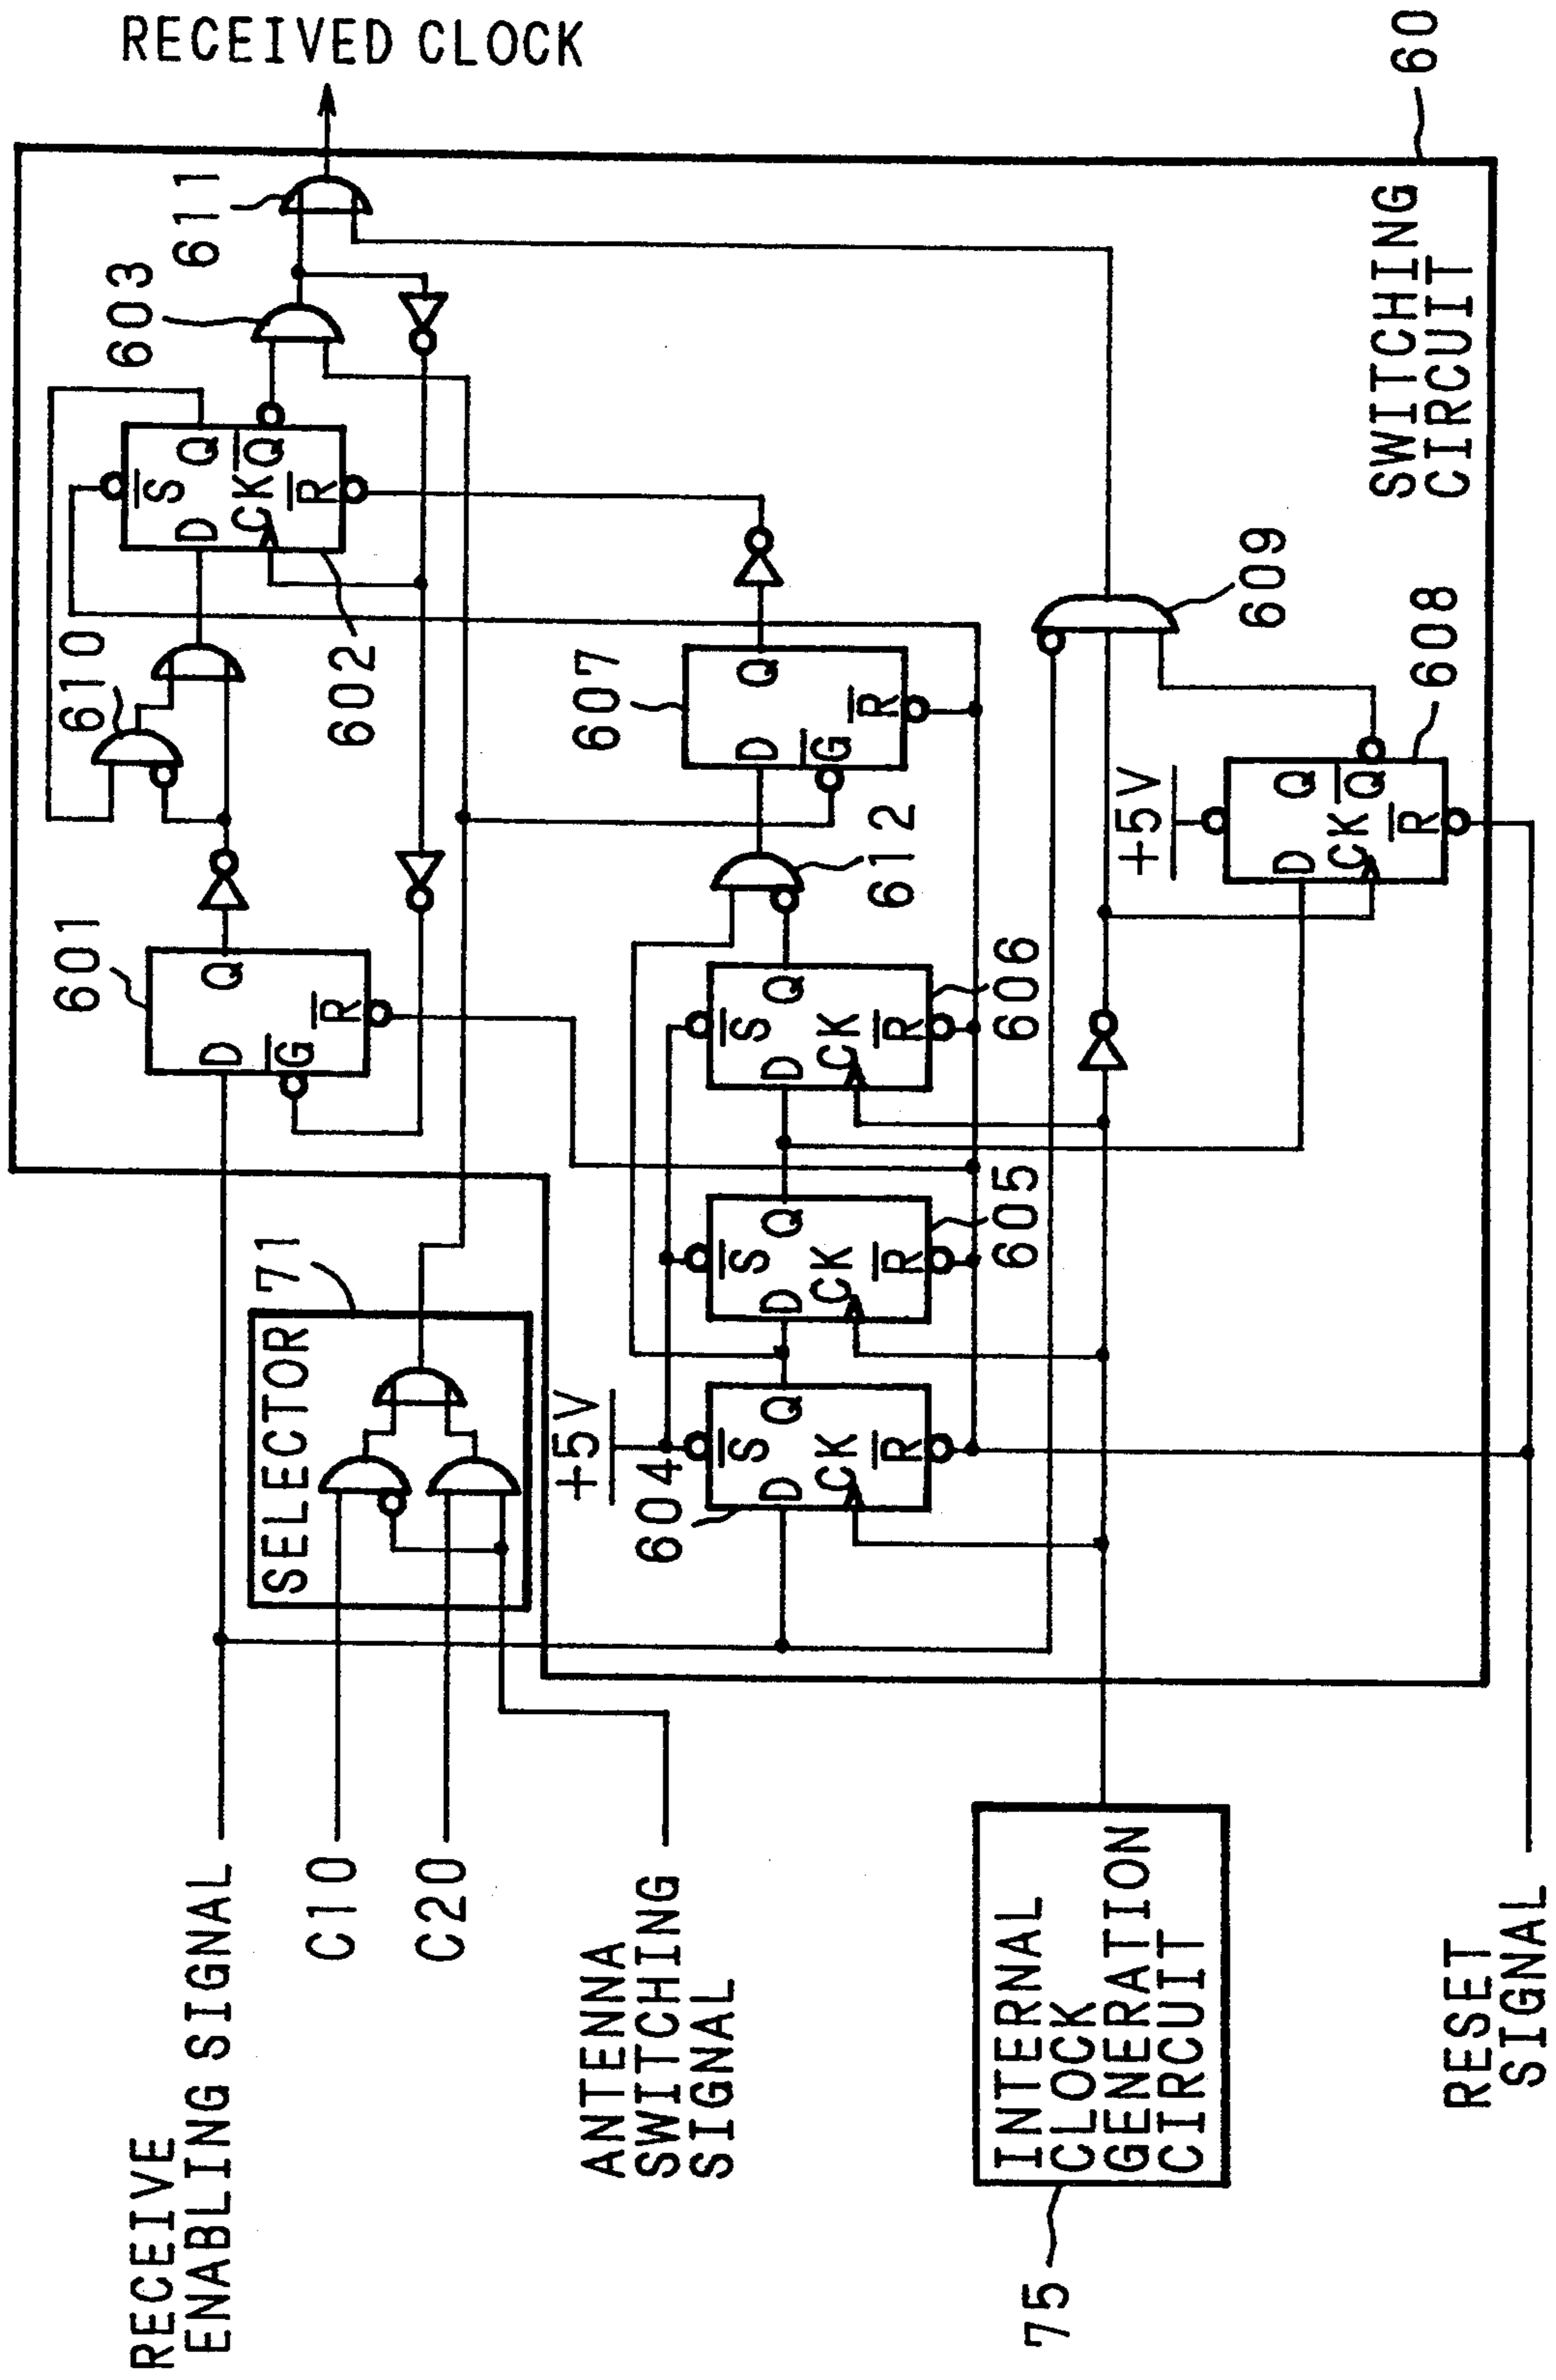 RECEIVED CLOCK
60
SWITCHING
CIRCUIT
611
603
S
D
Q
CK
Q
R
602
610
601
D
Q
G
R
607
D
Q
G
R
612
609
608
+5V
D
Q
CK
Q
R
606
S
D
Q
CK
R
605
S
D
Q
CK
R
604
+5V
S
D
Q
CK
R
71
SELECTOR
RECEIVE
ENABLING SIGNAL
C10
C20
ANTENNA
SWITCHING
SIGNAL
INTERNAL
CLOCK
GENERATION
CIRCUIT
75
RESET
SIGNAL